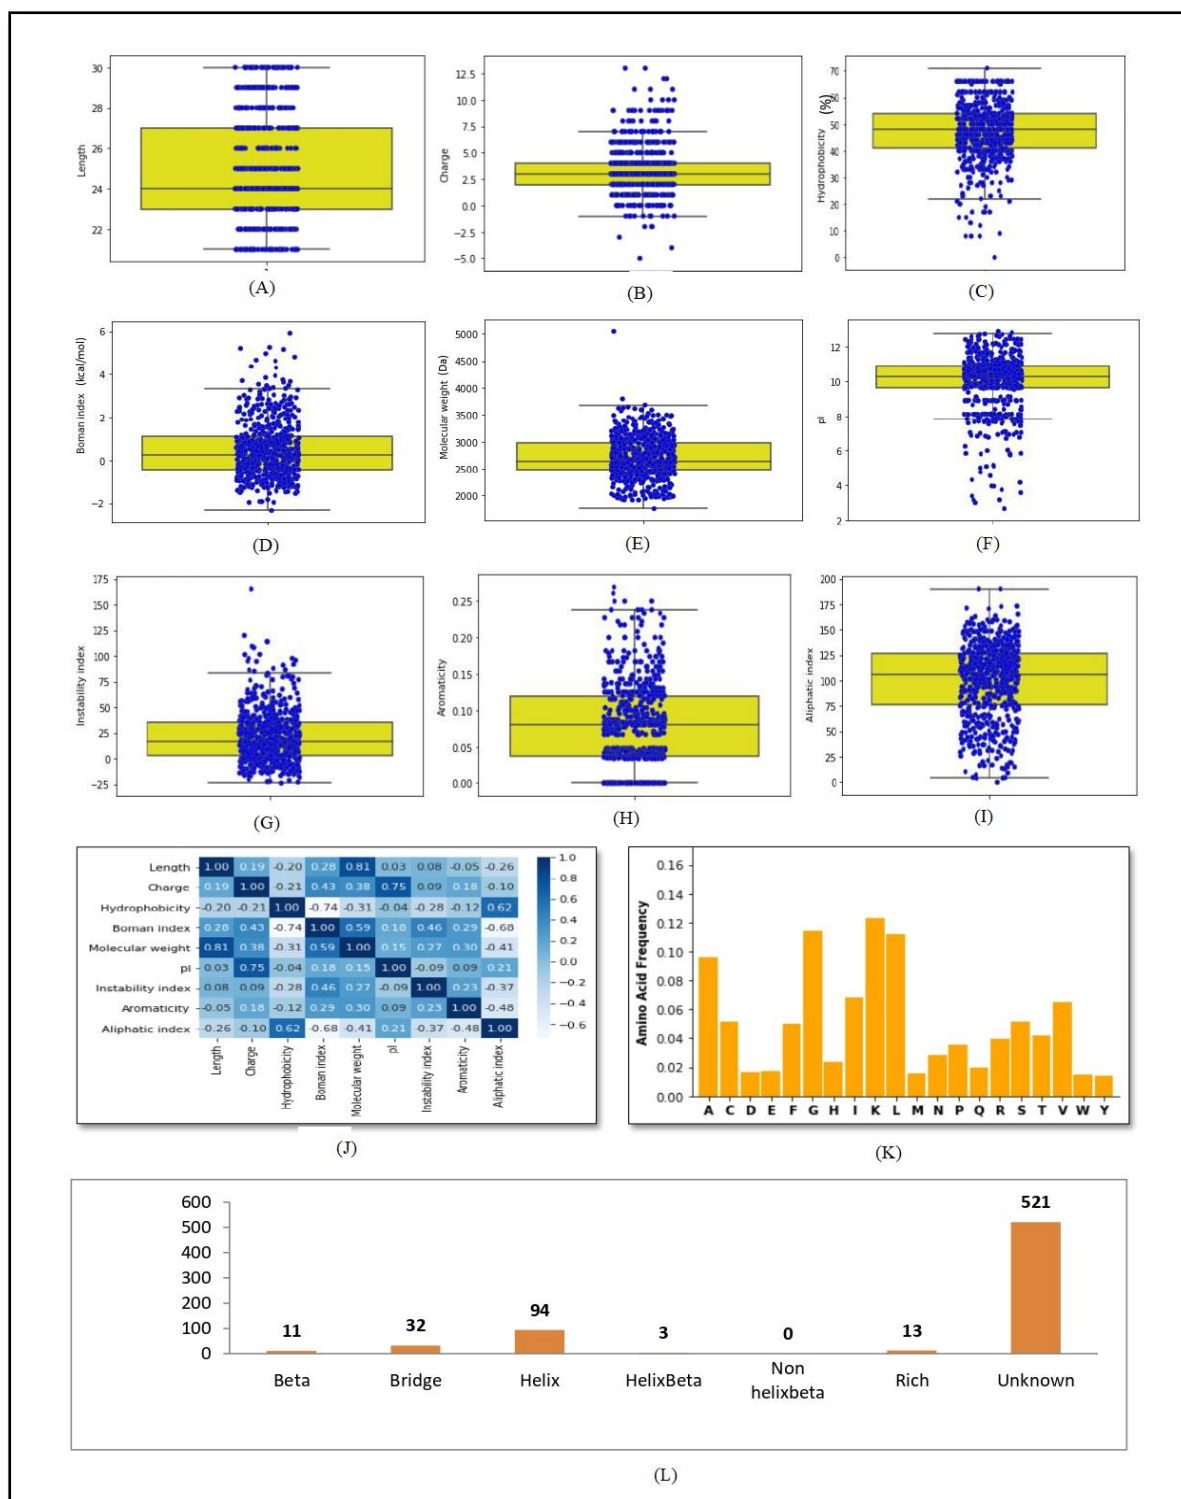 30
28
26
24
22
Length
(A)
12.5
10.0
7.5
5.0
2.5
0.0
−2.5
−5.0
Charge
(B)
70
60
50
40
30
20
10
0
Hydrophobicity (%)
(C)
6
4
2
0
−2
Boman index (kcal/mol)
(D)
5000
4500
4000
3500
3000
2500
2000
Molecular weight (Da)
(E)
12
10
8
6
4
2
pI
(F)
175
150
125
100
75
50
25
0
−25
Instability index
(G)
0.25
0.20
0.15
0.10
0.05
0.00
Aromaticity
(H)
200
175
150
125
100
75
50
25
0
Aliphatic index
(I)
Length 1.00 0.19 -0.20 0.28 0.81 0.03 0.08 -0.05 -0.26
Charge 0.19 1.00 -0.21 0.43 0.38 0.75 0.09 0.18 -0.10
Hydrophobicity -0.20 -0.21 1.00 -0.74 -0.31 -0.04 -0.28 -0.12 0.62
Boman index 0.28 0.43 -0.74 1.00 0.59 0.18 0.46 0.29 -0.68
Molecular weight 0.81 0.38 -0.31 0.59 1.00 0.15 0.27 0.30 -0.41
pI 0.03 0.75 -0.04 0.18 0.15 1.00 -0.09 0.09 0.21
Instability index 0.08 0.09 -0.28 0.46 0.27 -0.09 1.00 0.23 -0.37
Aromaticity -0.05 0.18 -0.12 0.29 0.30 0.09 0.23 1.00 -0.48
Aliphatic index -0.26 -0.10 0.62 -0.68 -0.41 0.21 -0.37 -0.48 1.00
Length Charge Hydrophobicity Boman index Molecular weight pI Instability index Aromaticity Aliphatic index
1.0
0.8
0.6
0.4
0.2
0.0
−0.2
−0.4
−0.6
(J)
0.16
0.14
0.12
0.10
0.08
0.06
0.04
0.02
0.00
Amino Acid Frequency
A C D E F G H I K L M N P Q R S T V W Y
(K)
600
500
400
300
200
100
0
11 32 94 3 0 13 521
Beta Bridge Helix HelixBeta Non Rich Unknown
helixbeta
(L)